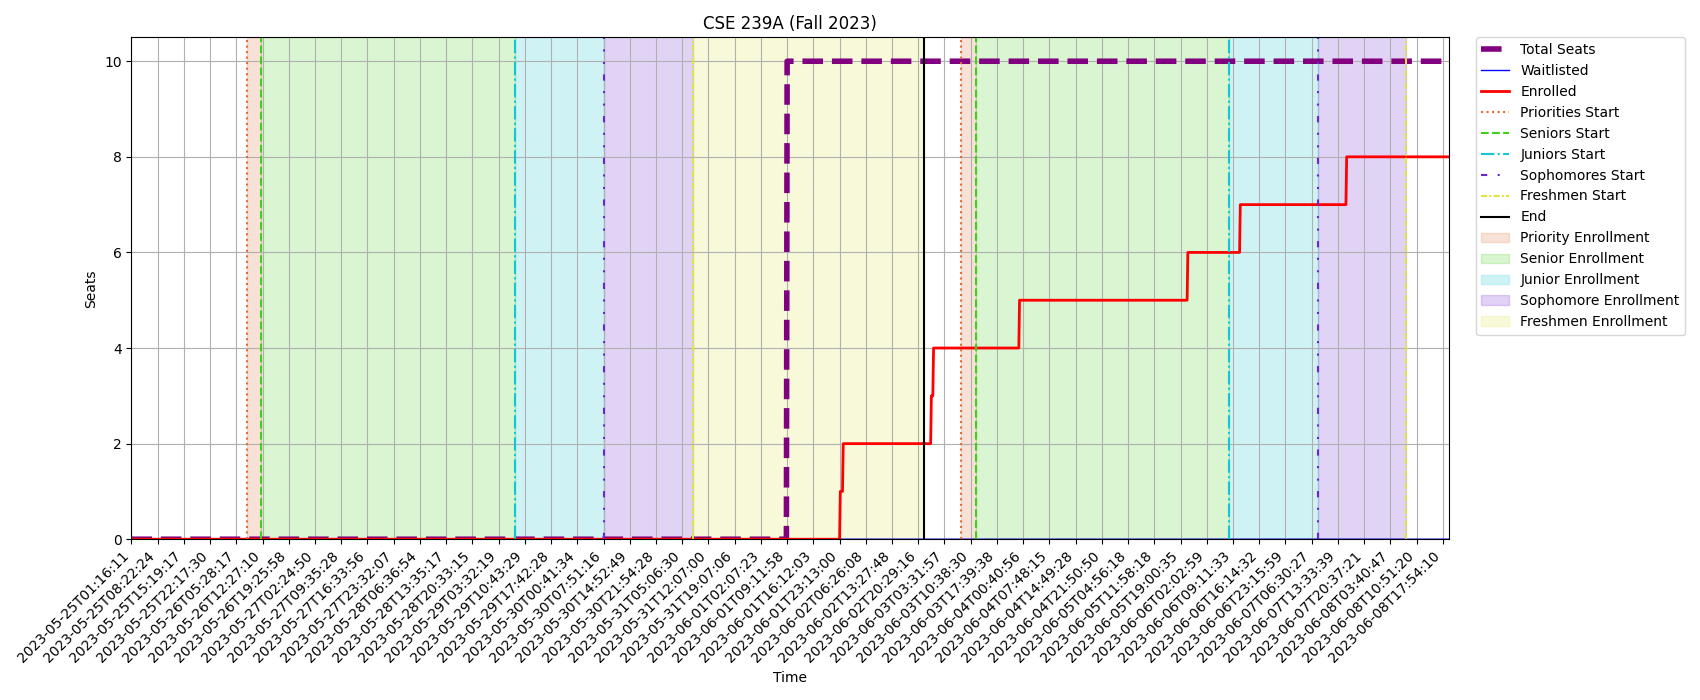 CSE 239A (Fall 2023)
Seats
10
8
6
4
2
0
2023-05-25T01:16:11
2023-05-25T08:22:24
2023-05-25T15:19:17
2023-05-25T22:17:30
2023-05-26T05:28:17
2023-05-26T12:27:10
2023-05-26T19:25:58
2023-05-27T02:24:50
2023-05-27T09:35:28
2023-05-27T16:33:56
2023-05-27T23:32:07
2023-05-28T06:36:54
2023-05-28T13:35:17
2023-05-28T20:33:15
2023-05-29T03:32:19
2023-05-29T10:43:29
2023-05-29T17:42:28
2023-05-30T00:41:34
2023-05-30T07:51:16
2023-05-30T14:52:49
2023-05-30T21:54:28
2023-05-31T05:06:30
2023-05-31T12:07:00
2023-05-31T19:07:06
2023-06-01T02:07:23
2023-06-01T09:11:58
2023-06-01T16:12:03
2023-06-01T23:13:00
2023-06-02T06:26:08
2023-06-02T13:27:48
2023-06-02T20:29:16
2023-06-03T03:31:57
2023-06-03T10:38:30
2023-06-03T17:39:38
2023-06-04T00:40:56
2023-06-04T07:48:15
2023-06-04T14:49:28
2023-06-04T21:50:50
2023-06-05T04:56:18
2023-06-05T11:58:18
2023-06-05T19:00:35
2023-06-06T02:02:59
2023-06-06T09:11:33
2023-06-06T16:14:32
2023-06-06T23:15:59
2023-06-07T06:30:27
2023-06-07T13:33:39
2023-06-07T20:37:21
2023-06-08T03:40:47
2023-06-08T10:51:20
2023-06-08T17:54:10
Time
Total Seats
Waitlisted
Enrolled
Priorities Start
Seniors Start
Juniors Start
Sophomores Start
Freshmen Start
End
Priority Enrollment
Senior Enrollment
Junior Enrollment
Sophomore Enrollment
Freshmen Enrollment